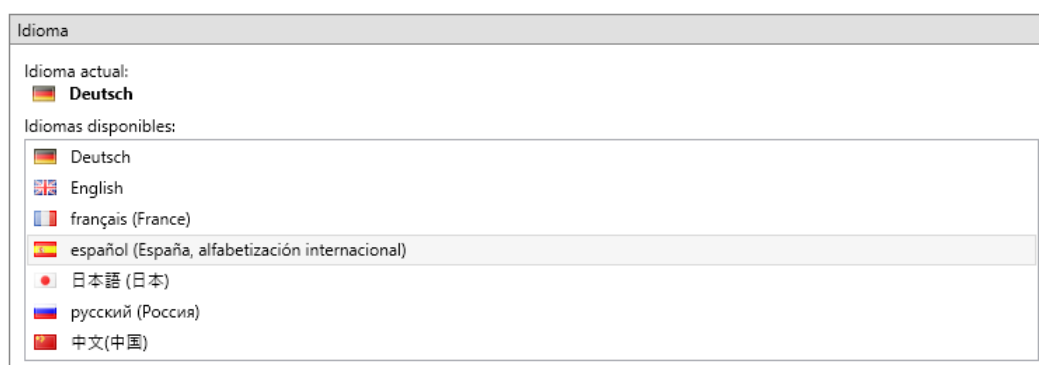 Idioma
Idioma actual:
Deutsch
Idiomas disponibles:
Deutsch
English
français (France)
español (España, alfabetización internacional)
日本語 (日本)
русский (Россия)
中文(中国)